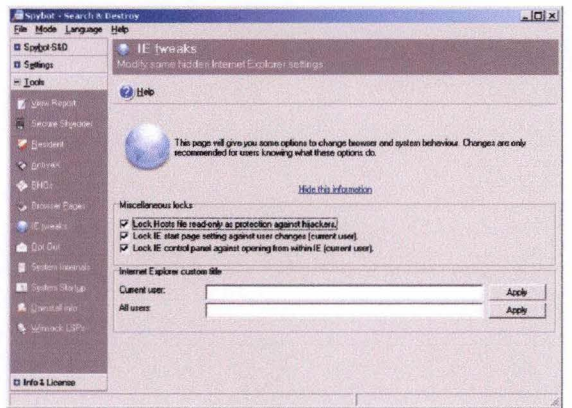 Spybot - Search & Destroy
File Mode Language Help
Spybot-S&D
Settings
Tools
View Report
Secure Shredder
Resident
ActiveX
BHOs
Browser Pages
IE tweaks
Opt Out
System Internals
System Startup
Uninstall info
Winsock LSPs
Info & License
IE tweaks
Modify some hidden Internet Explorer settings
Help
This page will give you some options to change browser and system behaviour. Changes are only
recommended for users knowing what these options do.
Hide this information
Miscellaneous locks
Lock Hosts file read-only as protection against hijackers.
Lock IE start page setting against user changes (current user).
Lock IE control panel against opening from within IE (current user).
Internet Explorer custom title
Current user:
Apply
All users:
Apply